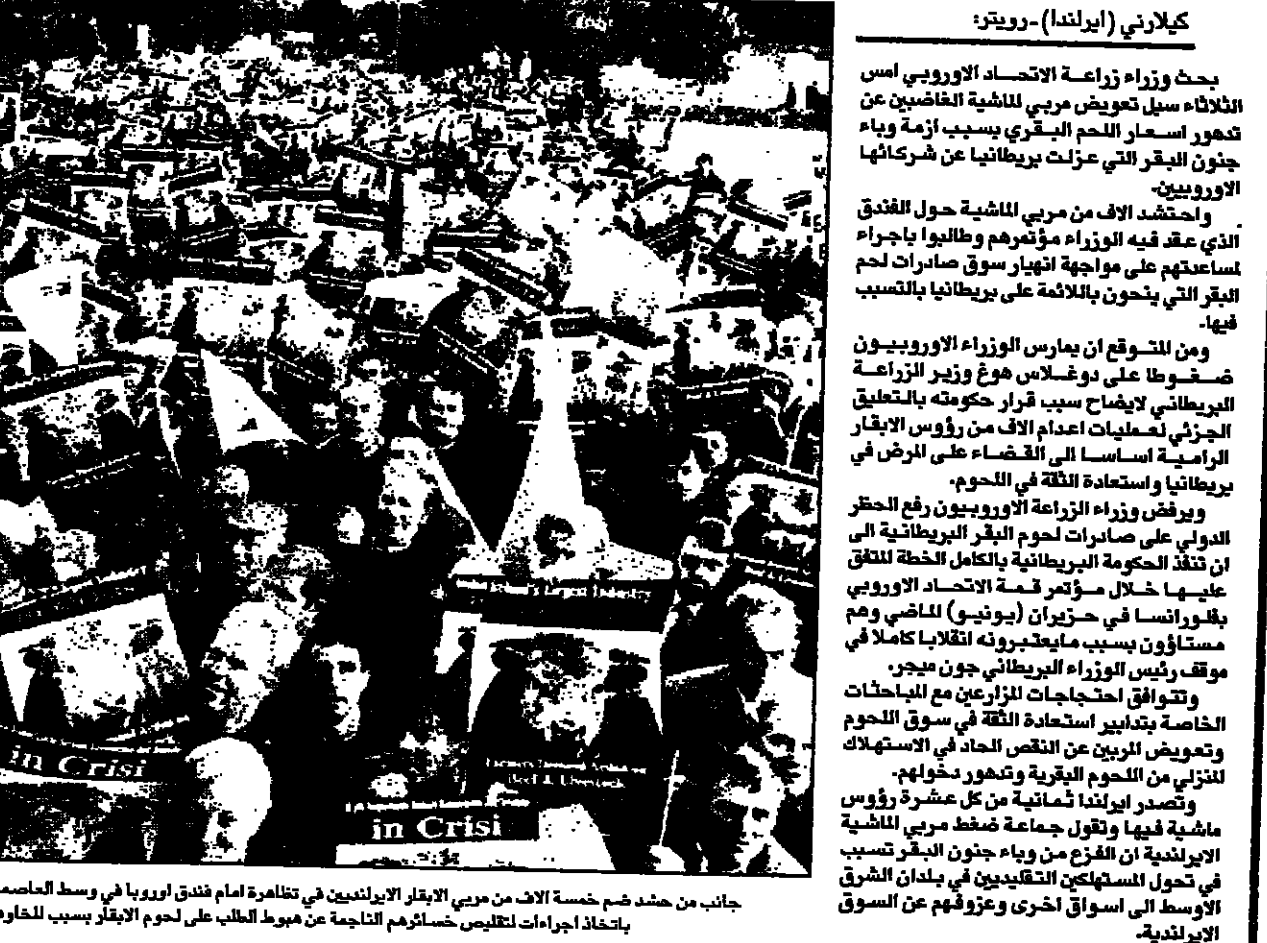 كيلارني (ايرلندا)-رويتر:
بحث وزراء زراعة الاتحاد الاوروبي امس
الثلاثاء سبل تعويض مربي الماشية الغاضبين عن
تدهور اسعار اللحم البقري بسبب ازمة وباء
جنون البقر التي عزلت بريطانيا عن شركائها
الاوروبيين.
واحتشد الاف من مربي الماشية حول الفندق
الذي عقد فيه الوزراء مؤتمرهم وطالبوا باجراء
لمساعدتهم على مواجهة انهيار سوق صادرات لحم
البقر التي ينحون باللائمة على بريطانيا بالتسبب
فيها.
ومن المتوقع ان يمارس الوزراء الاوروبيون
ضغوطا على دوغلاس هوغ وزير الزراعة
البريطاني لايضاح سبب قرار حكومته بالتعليق
الجزئي لعمليات اعدام الاف من رؤوس الابقار
الرامية اساسا الى القضاء على المرض في
بريطانيا واستعادة الثقة في اللحوم.
ويرفض وزراء الزراعة الاوروبيون رفع الحظر
الدولي على صادرات لحوم البقر البريطانية الى
ان تنفذ الحكومة البريطانية بالكامل الخطة المتفق
عليها خلال مؤتمر قمة الاتحاد الاوروبي
بفلورانسا في حزيران (يونيو) الماضي وهم
مستاؤون بسبب مايعتبرونه انقلابا كاملا في
موقف رئيس الوزراء البريطاني جون ميجر.
وتتوافق احتجاجات المزارعين مع المباحثات
الخاصة بتدابير استعادة الثقة في سوق اللحوم
وتعويض المربين عن النقص الحاد في الاستهلاك
المنزلي من اللحوم البقرية وتدهور دخولهم.
وتصدر ايرلندا ثمانية من كل عشرة رؤوس
ماشية فيها وتقول جماعة ضغط مربي الماشية
الايرلندية ان الفزع من وباء جنون البقر تسبب
في تحول المستهلكين التقليديين في بلدان الشرق
الاوسط الى اسواق اخرى وعزوفهم عن السوق
الايرلندية.
Largest Industry
in Crisi
in Crisi
جانب من حشد ضم خمسة آلاف من مربي الابقار الايرلنديين في تظاهرة امام فندق اوروبا في وسط العاصم
باتخاذ اجراءات لتقليص خسائرهم الناجمة عن هبوط الطلب على لحوم الابقار بسبب المخاو